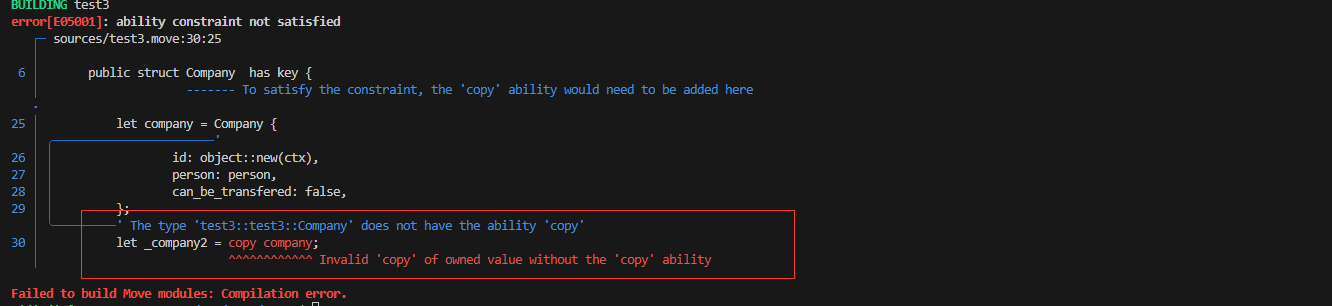 BUILDING test3
error[E05001]: ability constraint not satisfied
sources/test3.move:30:25
6 public struct Company  has key {
------- To satisfy the constraint, the 'copy' ability would need to be added here
·
25 let company = Company {
'
26 id: object::new(ctx),
27 person: person,
28 can_be_transfered: false,
29 };
' The type 'test3::test3::Company' does not have the ability 'copy'
30 let _company2 = copy company;
^^^^^^^^^^^^ Invalid 'copy' of owned value without the 'copy' ability
Failed to build Move modules: Compilation error.